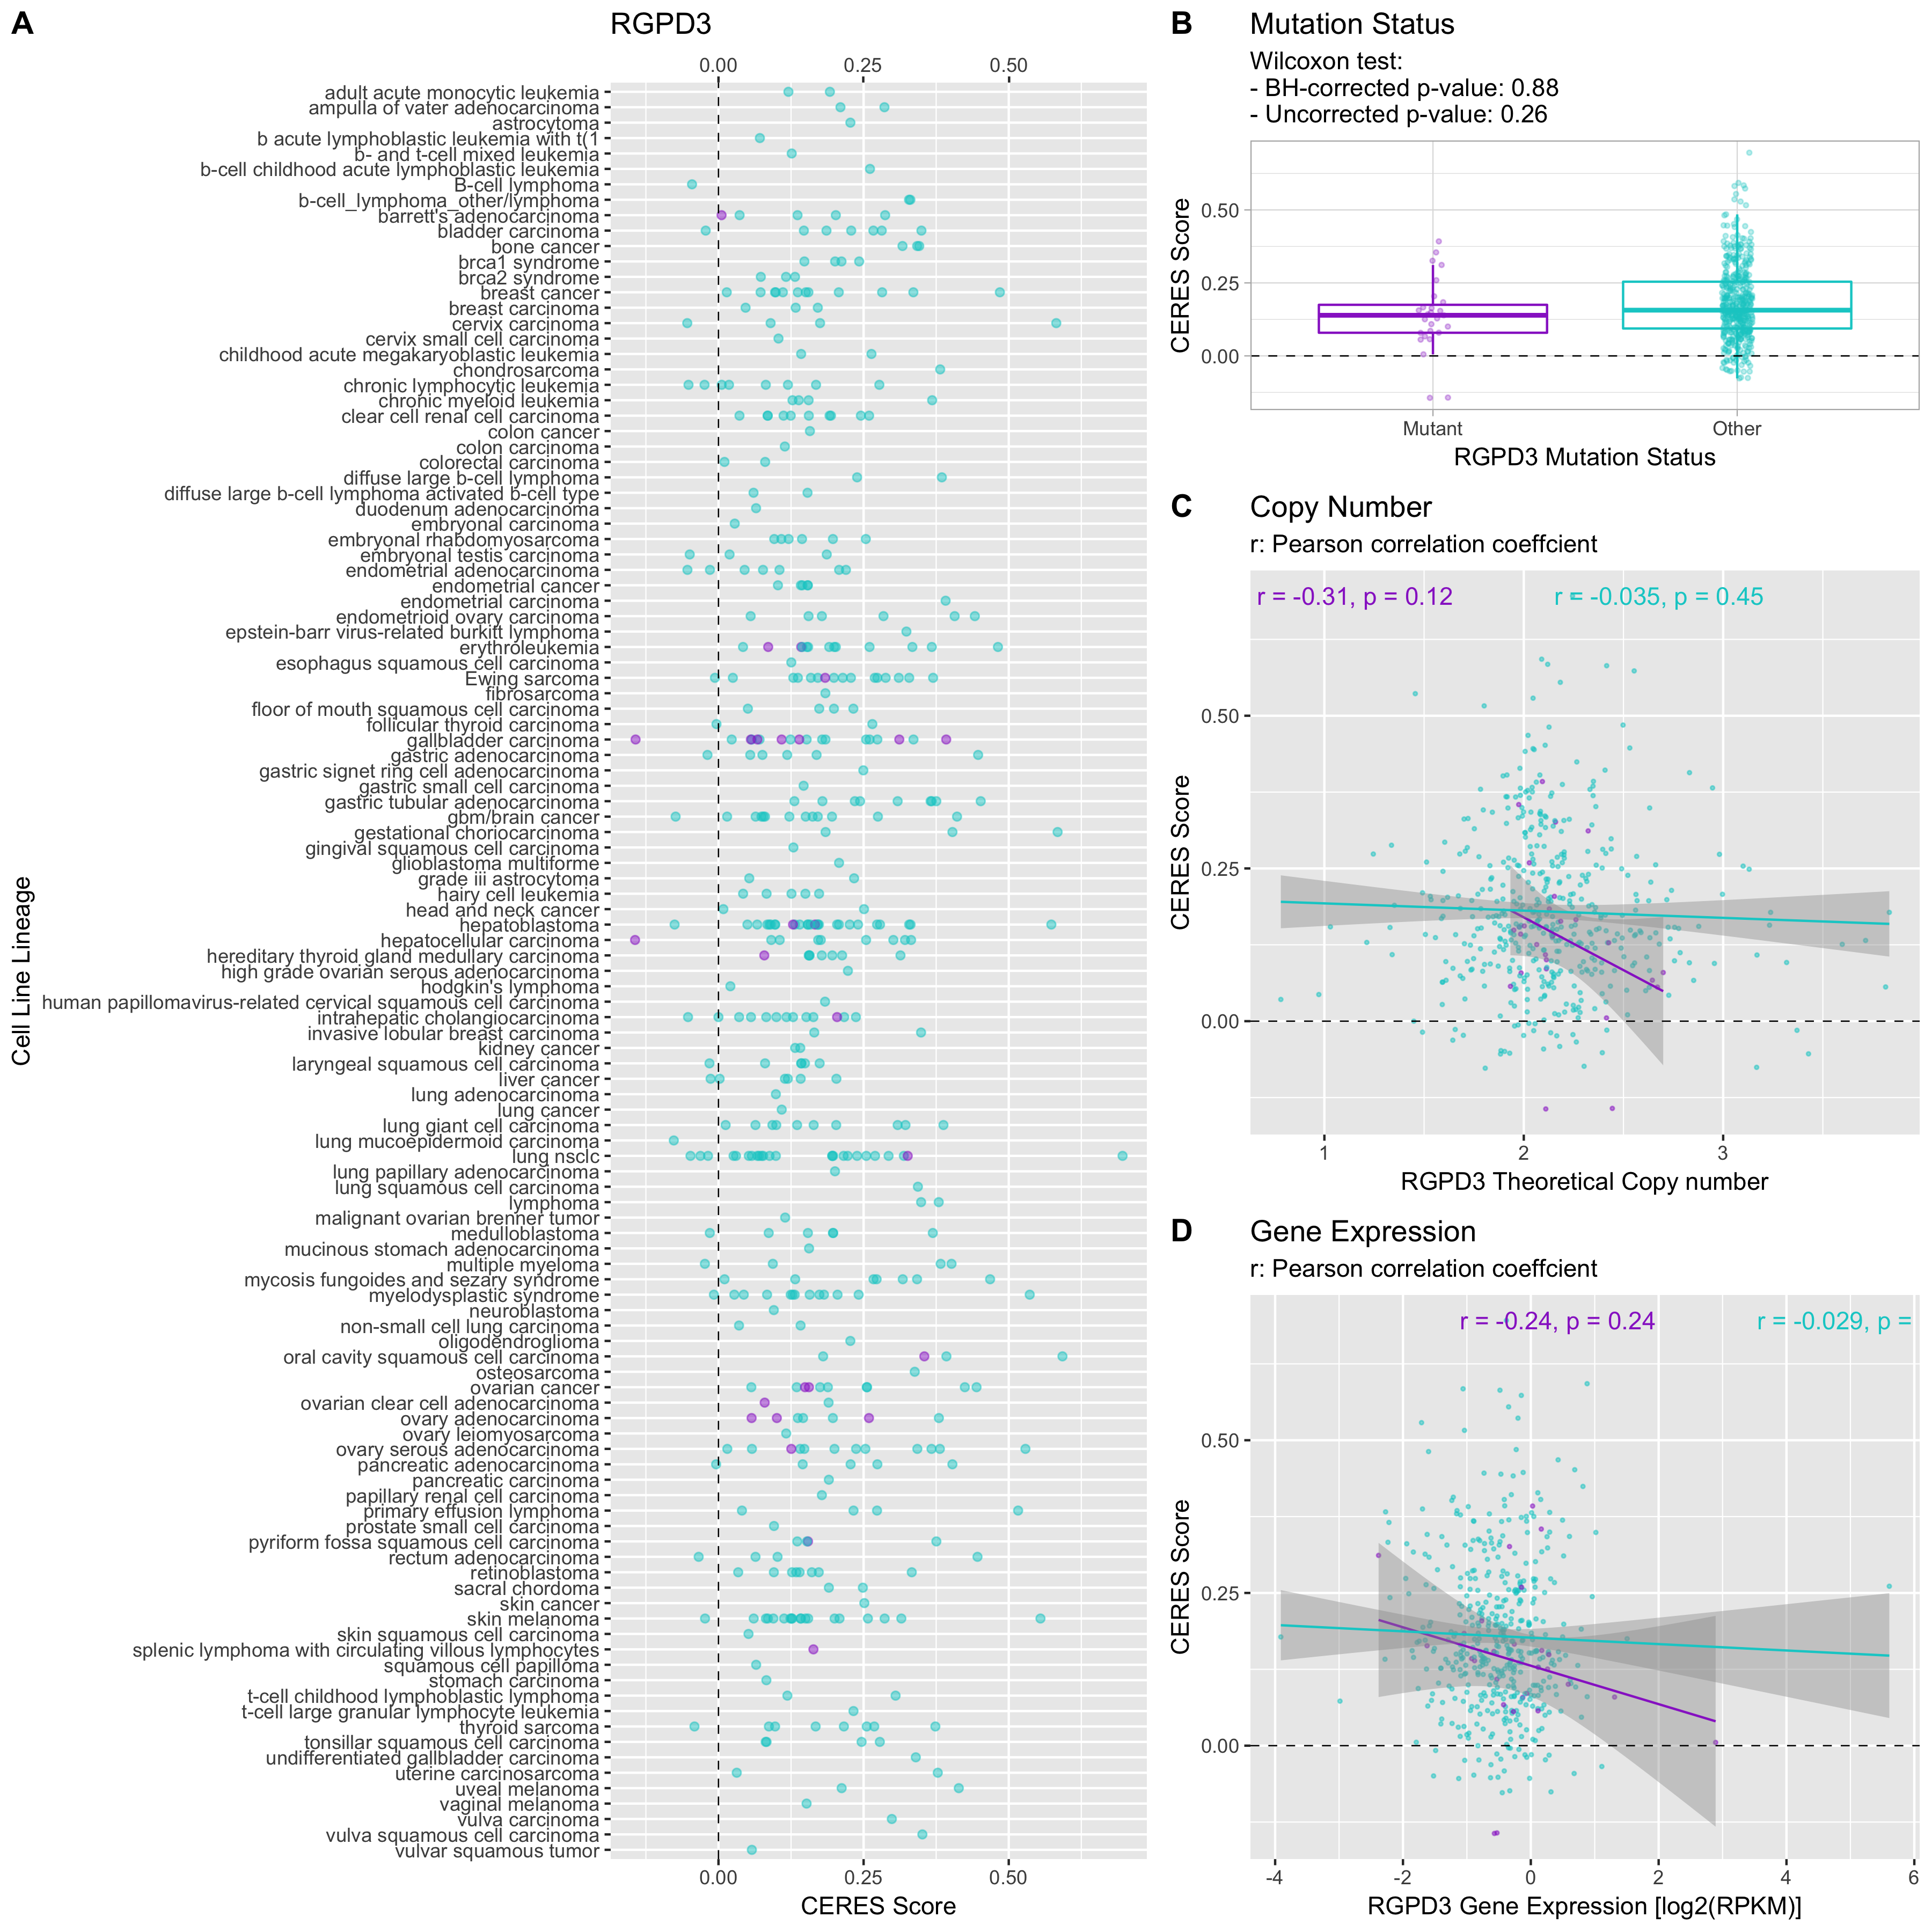 A
RGPD3
0.00 0.25 0.50
adult acute monocytic leukemia
ampulla of vater adenocarcinoma
astrocytoma
b acute lymphoblastic leukemia with t(1
b- and t-cell mixed leukemia
b-cell childhood acute lymphoblastic leukemia
B-cell lymphoma
b-cell_lymphoma_other/lymphoma
barrett's adenocarcinoma
bladder carcinoma
bone cancer
brca1 syndrome
brca2 syndrome
breast cancer
breast carcinoma
cervix carcinoma
cervix small cell carcinoma
childhood acute megakaryoblastic leukemia
chondrosarcoma
chronic lymphocytic leukemia
chronic myeloid leukemia
clear cell renal cell carcinoma
colon cancer
colon carcinoma
colorectal carcinoma
diffuse large b-cell lymphoma
diffuse large b-cell lymphoma activated b-cell type
duodenum adenocarcinoma
embryonal carcinoma
embryonal rhabdomyosarcoma
embryonal testis carcinoma
endometrial adenocarcinoma
endometrial cancer
endometrial carcinoma
endometrioid ovary carcinoma
epstein-barr virus-related burkitt lymphoma
erythroleukemia
esophagus squamous cell carcinoma
Ewing sarcoma
fibrosarcoma
floor of mouth squamous cell carcinoma
follicular thyroid carcinoma
gallbladder carcinoma
gastric adenocarcinoma
gastric signet ring cell adenocarcinoma
gastric small cell carcinoma
gastric tubular adenocarcinoma
gbm/brain cancer
gestational choriocarcinoma
gingival squamous cell carcinoma
glioblastoma multiforme
grade iii astrocytoma
hairy cell leukemia
head and neck cancer
hepatoblastoma
hepatocellular carcinoma
hereditary thyroid gland medullary carcinoma
high grade ovarian serous adenocarcinoma
hodgkin's lymphoma
human papillomavirus-related cervical squamous cell carcinoma
intrahepatic cholangiocarcinoma
invasive lobular breast carcinoma
kidney cancer
laryngeal squamous cell carcinoma
liver cancer
lung adenocarcinoma
lung cancer
lung giant cell carcinoma
lung mucoepidermoid carcinoma
lung nsclc
lung papillary adenocarcinoma
lung squamous cell carcinoma
lymphoma
malignant ovarian brenner tumor
medulloblastoma
mucinous stomach adenocarcinoma
multiple myeloma
mycosis fungoides and sezary syndrome
myelodysplastic syndrome
neuroblastoma
non-small cell lung carcinoma
oligodendroglioma
oral cavity squamous cell carcinoma
osteosarcoma
ovarian cancer
ovarian clear cell adenocarcinoma
ovary adenocarcinoma
ovary leiomyosarcoma
ovary serous adenocarcinoma
pancreatic adenocarcinoma
pancreatic carcinoma
papillary renal cell carcinoma
primary effusion lymphoma
prostate small cell carcinoma
pyriform fossa squamous cell carcinoma
rectum adenocarcinoma
retinoblastoma
sacral chordoma
skin cancer
skin melanoma
skin squamous cell carcinoma
splenic lymphoma with circulating villous lymphocytes
squamous cell papilloma
stomach carcinoma
t-cell childhood lymphoblastic lymphoma
t-cell large granular lymphocyte leukemia
thyroid sarcoma
tonsillar squamous cell carcinoma
undifferentiated gallbladder carcinoma
uterine carcinosarcoma
uveal melanoma
vaginal melanoma
vulva carcinoma
vulva squamous cell carcinoma
vulvar squamous tumor
0.00 0.25 0.50
CERES Score
Cell Line Lineage
B
Mutation Status
Wilcoxon test:
- BH-corrected p-value: 0.88
- Uncorrected p-value: 0.26
CERES Score
0.50
0.25
0.00
Mutant Other
RGPD3 Mutation Status
C
Copy Number
r: Pearson correlation coeffcient
r = -0.31, p = 0.12
r = -0.035, p = 0.45
CERES Score
0.50
0.25
0.00
1 2 3
RGPD3 Theoretical Copy number
D
Gene Expression
r: Pearson correlation coeffcient
r = -0.24, p = 0.24
r = -0.029, p =
CERES Score
0.50
0.25
0.00
-4 -2 0 2 4 6
RGPD3 Gene Expression [log2(RPKM)]